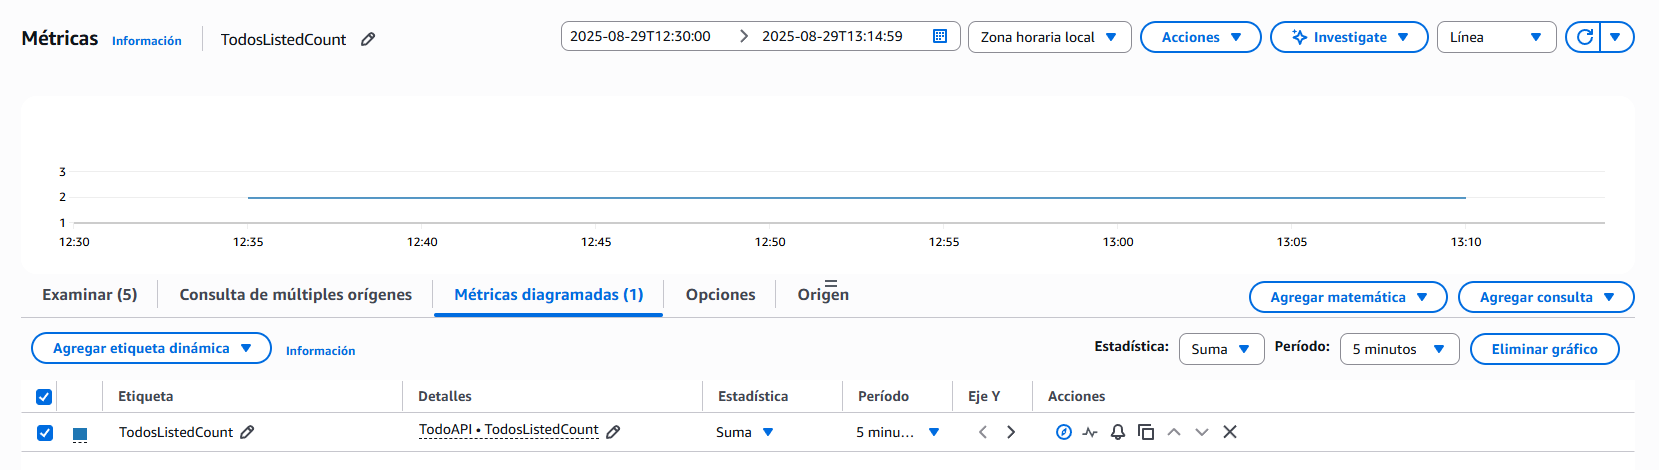 Métricas Información TodosListedCount 2025-08-29T12:30:00 2025-08-29T13:14:59 Zona horaria local Acciones Investigate Línea
3
2
1
12:30 12:35 12:40 12:45 12:50 12:55 13:00 13:05 13:10
Examinar (5) Consulta de múltiples orígenes Métricas diagramadas (1) Opciones Origen Agregar matemática Agregar consulta
Agregar etiqueta dinámica Información Estadística: Suma Período: 5 minutos Eliminar gráfico
Etiqueta Detalles Estadística Período Eje Y Acciones
TodosListedCount TodoAPI • TodosListedCount Suma 5 minu...